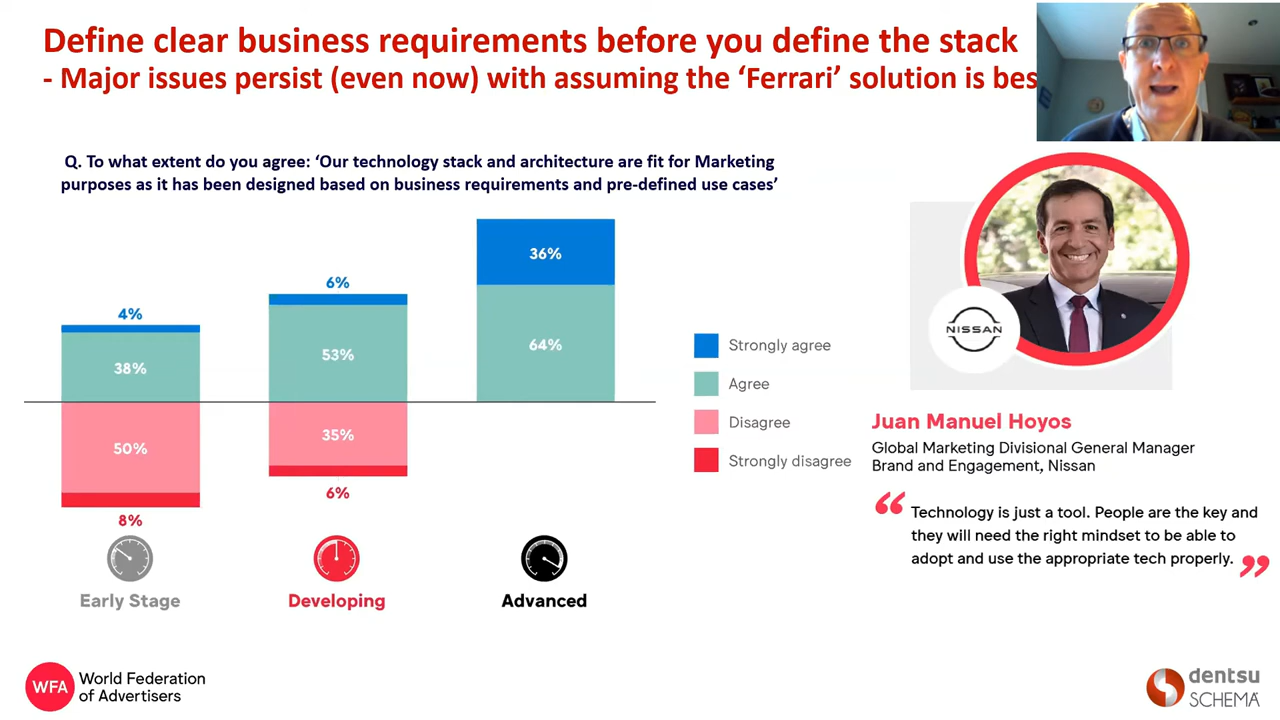 Define clear business requirements before you define the stack
- Major issues persist (even now) with assuming the ‘Ferrari’ solution is bes
Q. To what extent do you agree: ‘Our technology stack and architecture are fit for Marketing
purposes as it has been designed based on business requirements and pre-defined use cases’
36%
64%
6%
53%
35%
6%
4%
38%
50%
8%
Early Stage
Developing
Advanced
Strongly agree
Agree
Disagree
Strongly disagree
NISSAN
Juan Manuel Hoyos
Global Marketing Divisional General Manager
Brand and Engagement, Nissan
“ Technology is just a tool. People are the key and
they will need the right mindset to be able to
adopt and use the appropriate tech properly. ”
WFA
World Federation
of Advertisers
dentsu
SCHEMA